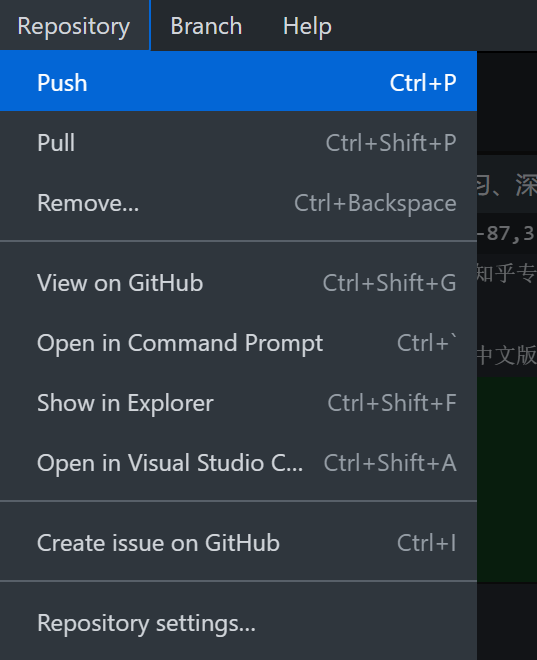 Repository Branch Help
Push Ctrl+P
Pull Ctrl+Shift+P
Remove... Ctrl+Backspace
习、深
-87,3
View on GitHub Ctrl+Shift+G
知乎专
Open in Command Prompt Ctrl+`
中文版
Show in Explorer Ctrl+Shift+F
Open in Visual Studio C... Ctrl+Shift+A
Create issue on GitHub Ctrl+I
Repository settings...